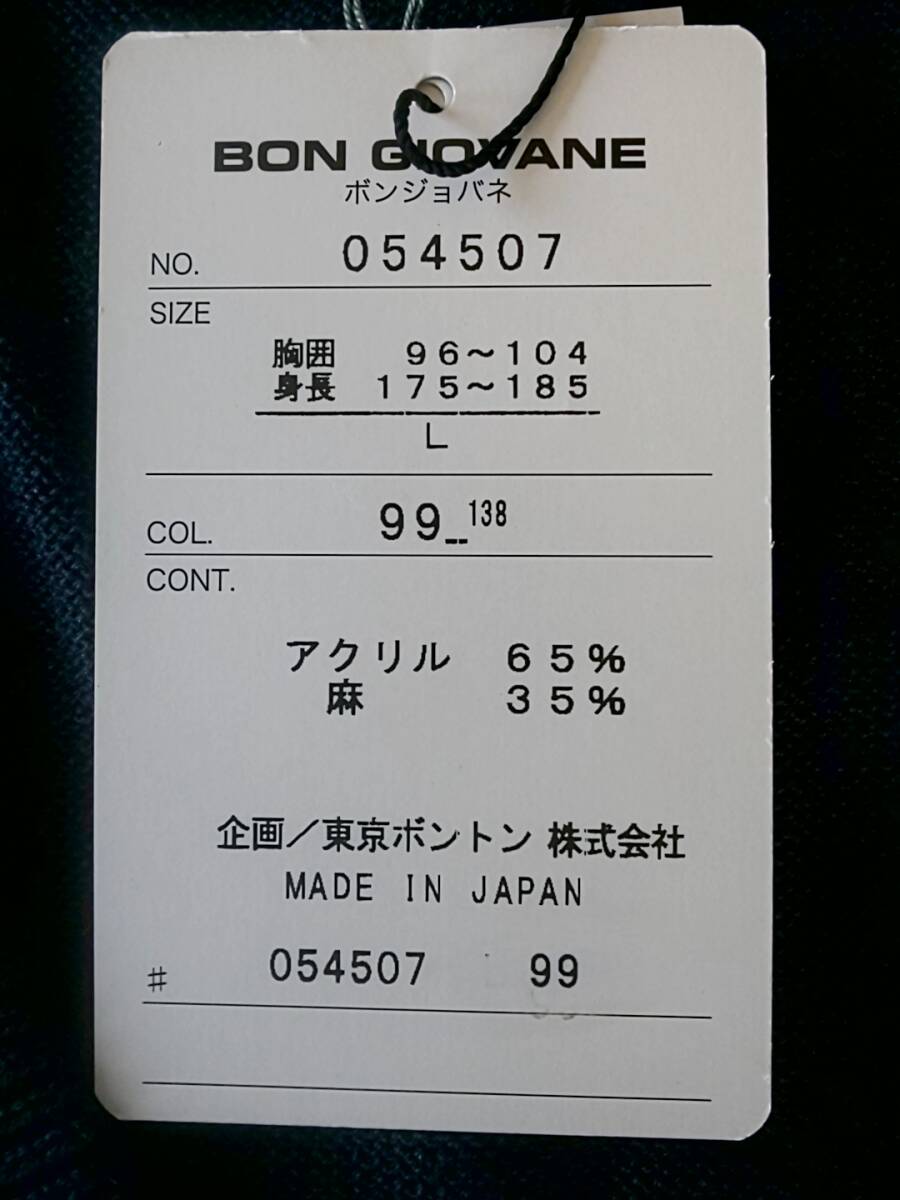 BON GIOVANE
ボンジョバネ
NO. 054507
SIZE
胸囲 96～104
身長 175～185
L
COL. 99--138
CONT.
アクリル 65%
麻 35%
企画／東京ボントン 株式会社
MADE IN JAPAN
# 054507 99